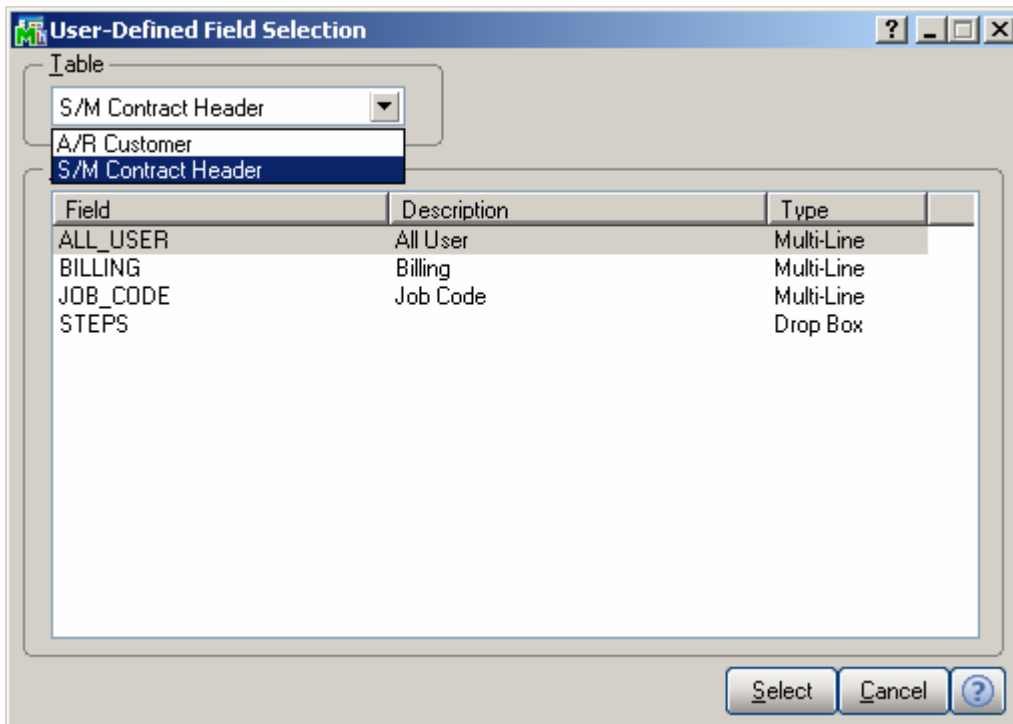 User-Defined Field Selection
Table
S/M Contract Header
A/R Customer
S/M Contract Header
Field Description Type
ALL_USER All User Multi-Line
BILLING Billing Multi-Line
JOB_CODE Job Code Multi-Line
STEPS Drop Box
Select Cancel ?